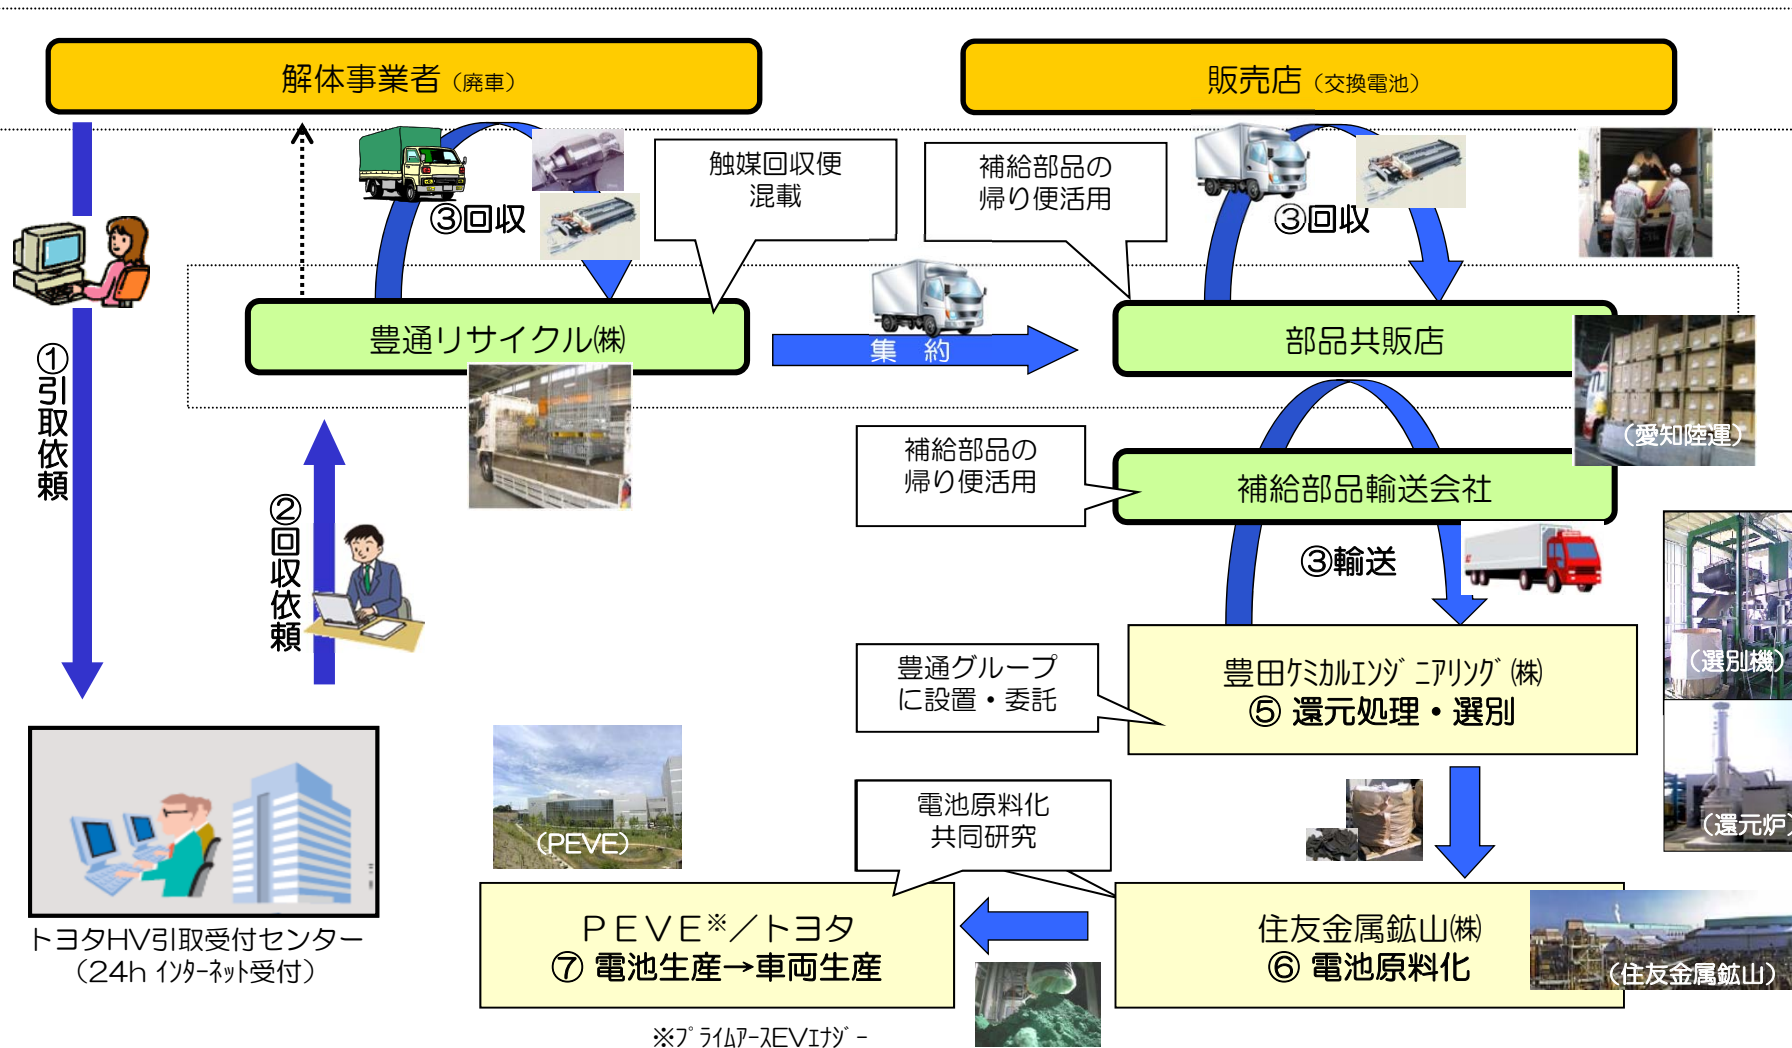 解体事業者（廃車）
販売店（交換電池）
触媒回収便
混載
補給部品の
帰り便活用
③回収
③回収
豊通リサイクル㈱
集　約
部品共販店
①引取依頼
（愛知陸運）
補給部品の
帰り便活用
補給部品輸送会社
②回収依頼
③輸送
豊通グループ
に設置・委託
豊田ｹﾐｶﾙｴﾝｼﾞﾆｱﾘﾝｸﾞ㈱
⑤ 還元処理・選別
（選別機）
（還元炉）
（PEVE）
電池原料化
共同研究
ＰＥＶＥ※／トヨタ
⑦ 電池生産→車両生産
住友金属鉱山㈱
⑥ 電池原料化
（住友金属鉱山）
トヨタHV引取受付センター
（24h ｲﾝﾀｰﾈｯﾄ受付）
※ﾌﾟﾗｲﾑｱｰｽEVｴﾅｼﾞｰ